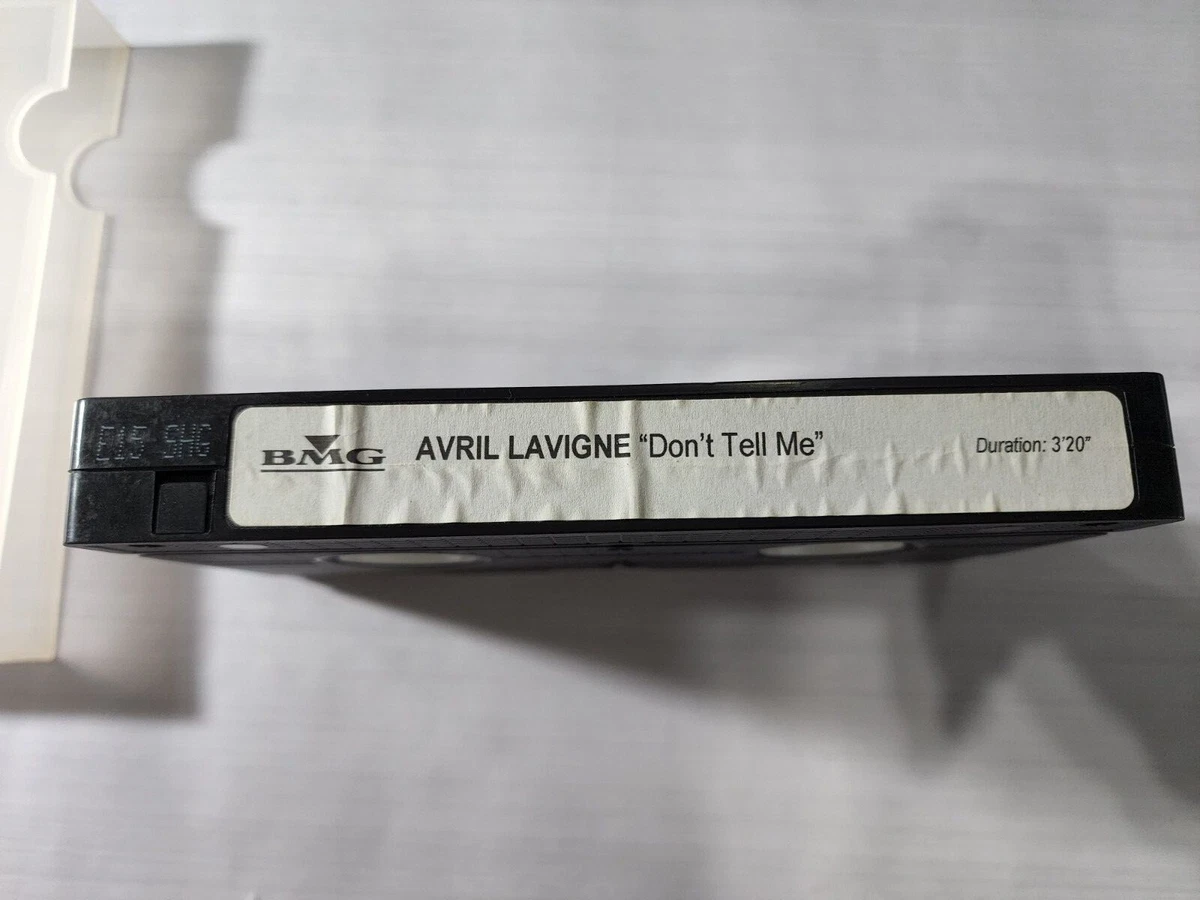 E15 SHG
BMG AVRIL LAVIGNE “Don’t Tell Me” Duration: 3’20”